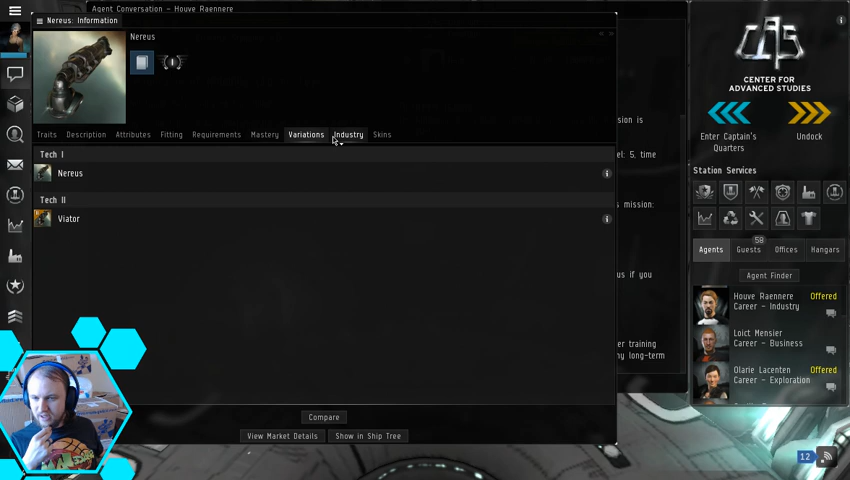 Agent Conversation – Houve Raennere
Nereus: Information
Nereus
Traits Description Attributes Fitting Requirements Mastery Variations Industry Skins
Tech I
Nereus
Tech II
Viator
Compare
View Market Details Show in Ship Tree
sion is
el: 5, time
s mission:
us if you
er training
ny long-term
CAS
CENTER FOR
ADVANCED STUDIES
Enter Captain's
Quarters
Undock
Station Services
58
Agents Guests Offices Hangars
Agent Finder
Houve Raennere Offered
Career – Industry
Loict Mensier
Career – Business
Olarie Lacenten Offered
Career – Exploration
12